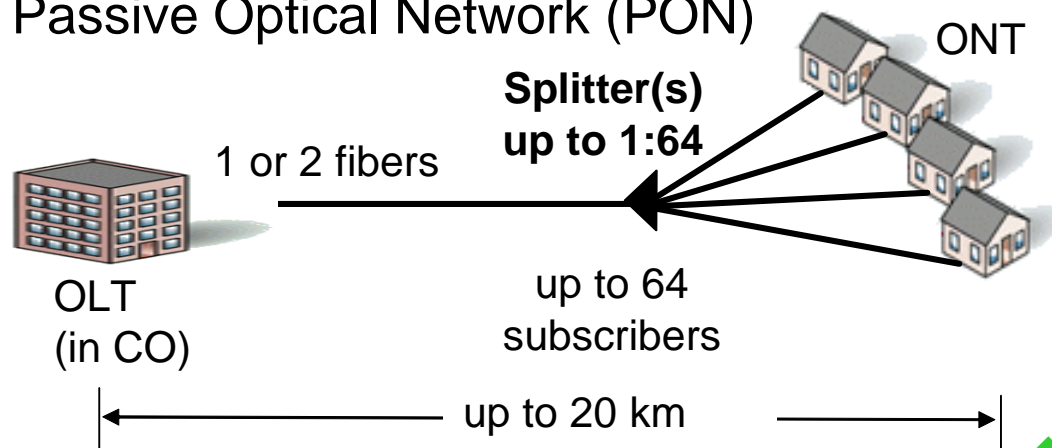 Passive Optical Network (PON)
ONT
Splitter(s)
up to 1:64
1 or 2 fibers
OLT
(in CO)
up to 64
subscribers
up to 20 km